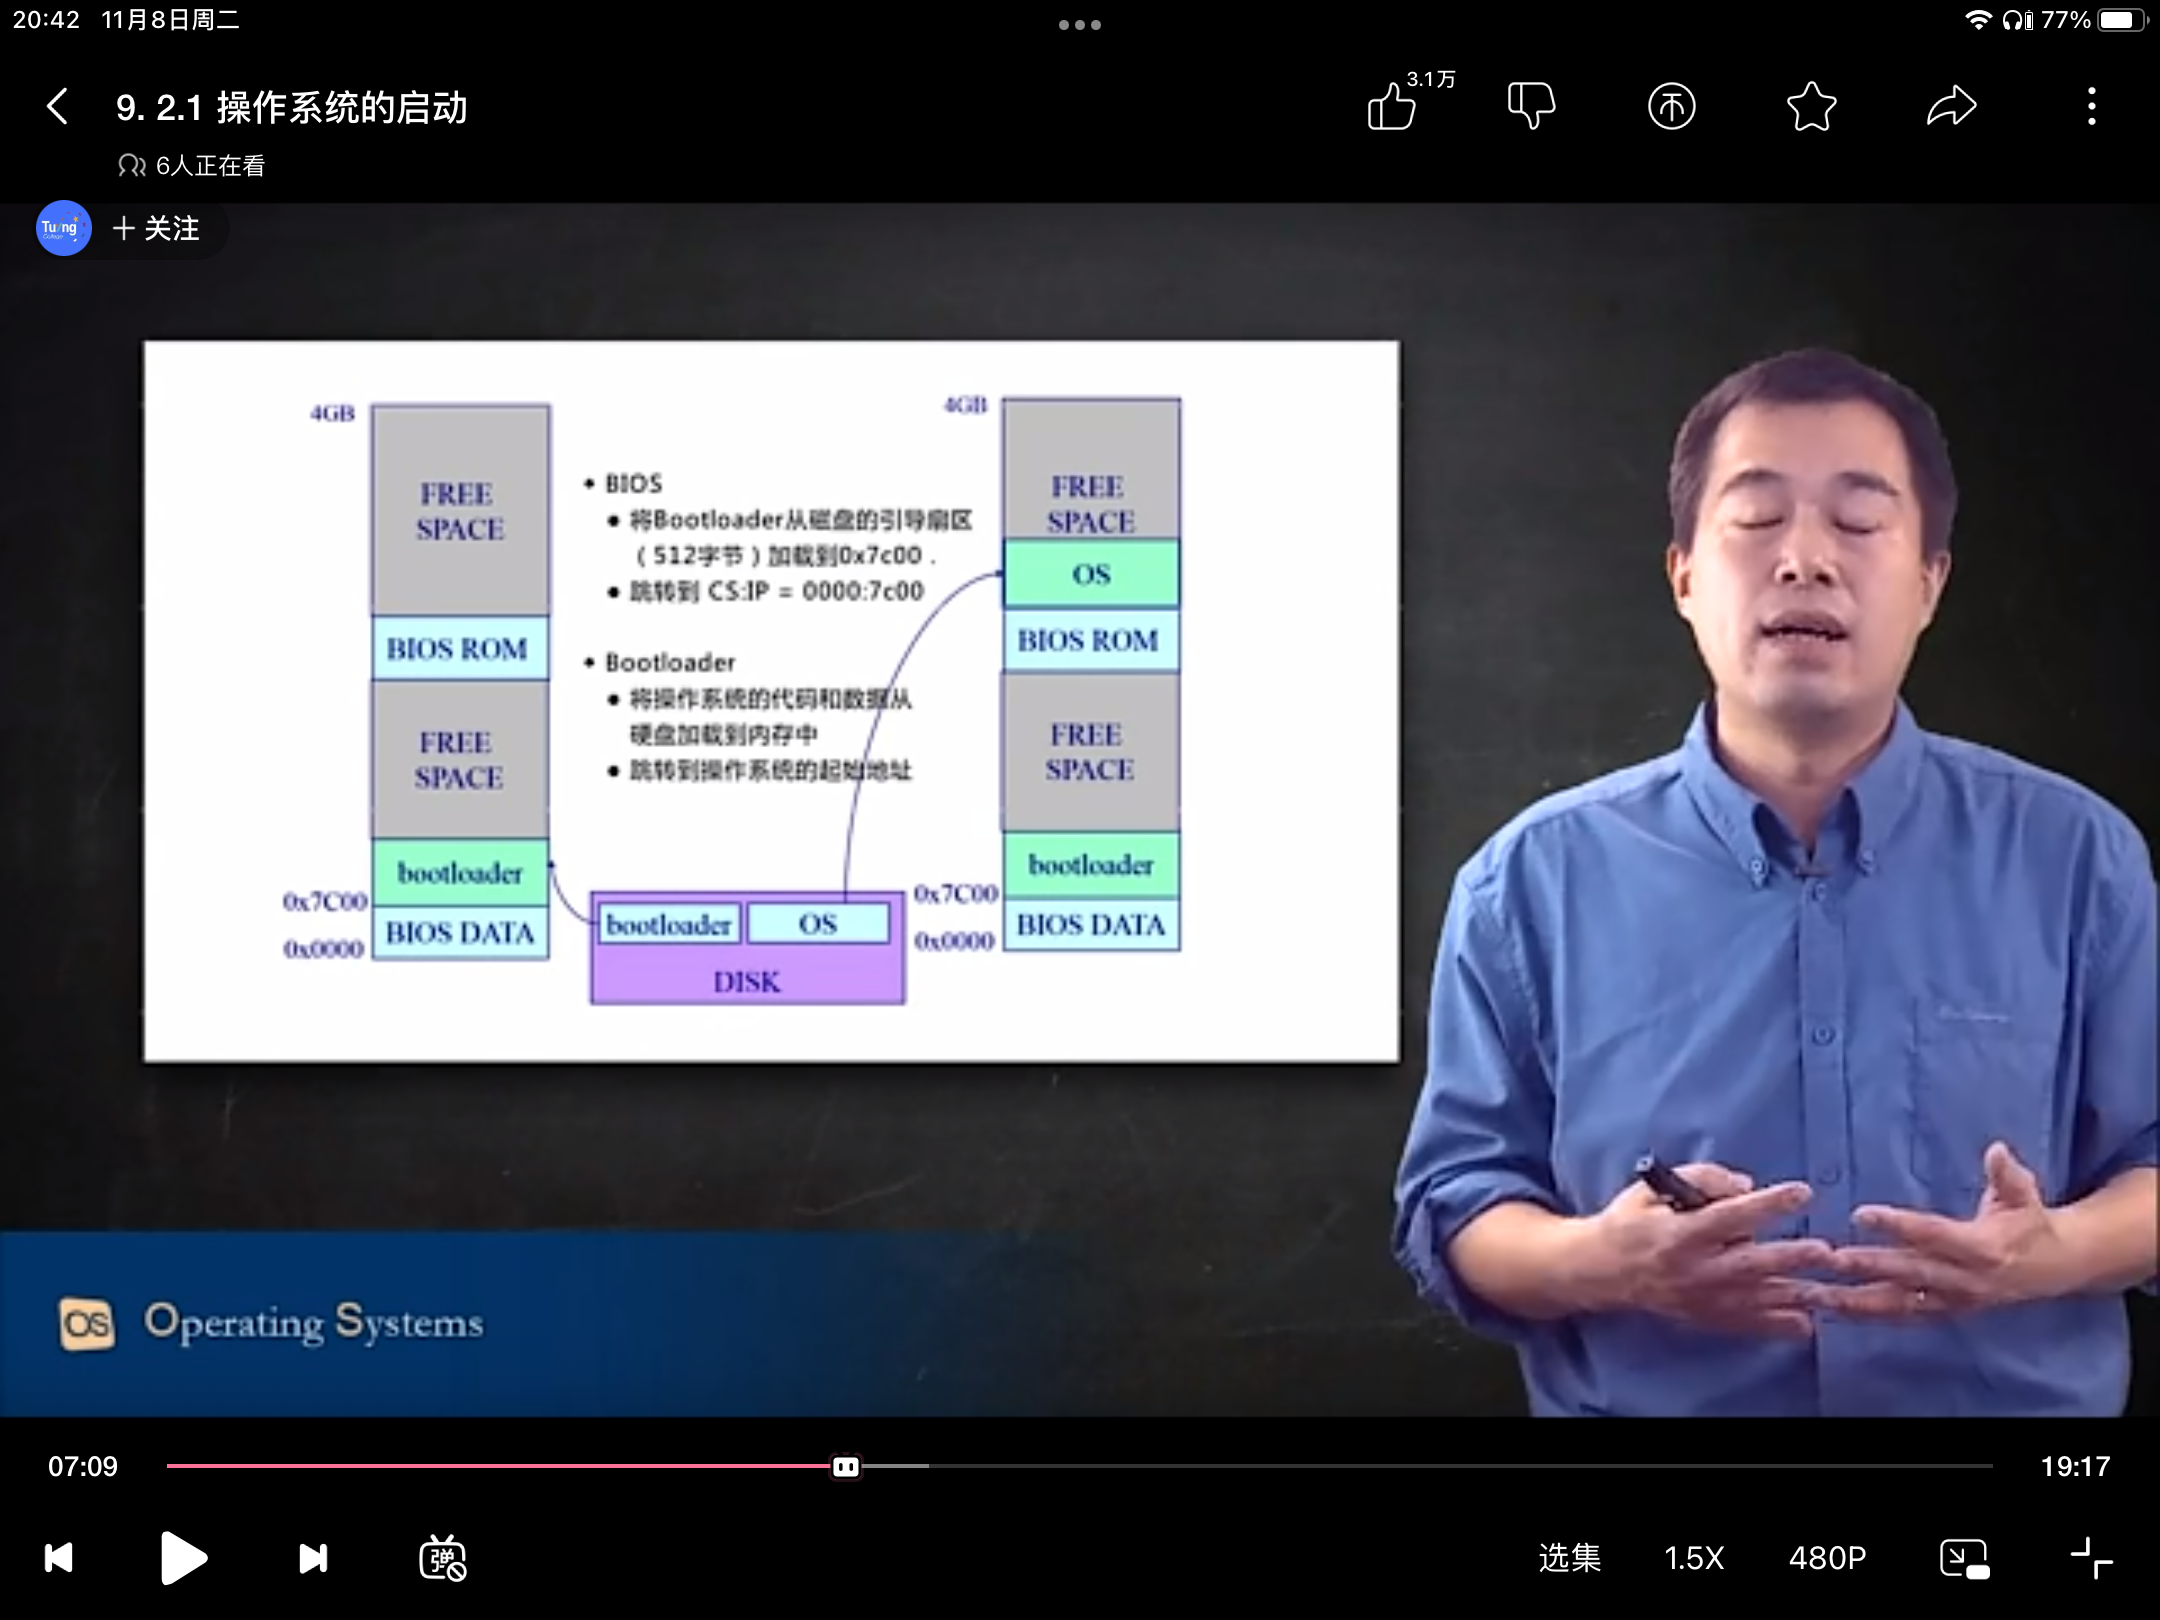 20:42 11月8日周二
77%
9. 2.1 操作系统的启动
3.1万
6人正在看
Turing
College
+ 关注
4GB
FREE
SPACE
BIOS ROM
FREE
SPACE
bootloader
0x7C00
BIOS DATA
0x0000
• BIOS
• 将Bootloader从磁盘的引导扇区
（512字节）加载到0x7c00．
• 跳转到 CS:IP = 0000:7c00
• Bootloader
• 将操作系统的代码和数据从
硬盘加载到内存中
• 跳转到操作系统的起始地址
bootloader
OS
DISK
4GB
FREE
SPACE
OS
BIOS ROM
FREE
SPACE
bootloader
0x7C00
BIOS DATA
0x0000
OS Operating Systems
07:09
19:17
弹
选集
1.5X
480P